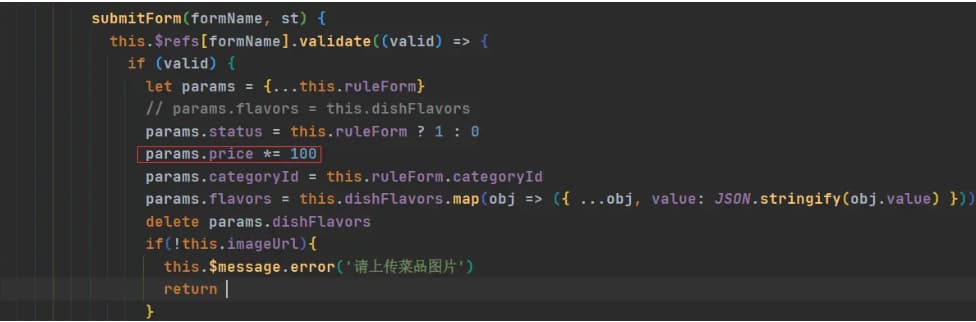 submitForm(formName, st) {
this.$refs[formName].validate((valid) => {
if (valid) {
let params = {...this.ruleForm}
// params.flavors = this.dishFlavors
params.status = this.ruleForm ? 1 : 0
params.price *= 100
params.categoryId = this.ruleForm.categoryId
params.flavors = this.dishFlavors.map(obj => ({ ...obj, value: JSON.stringify(obj.value) }))
delete params.dishFlavors
if(!this.imageUrl){
this.$message.error('请上传菜品图片')
return
}